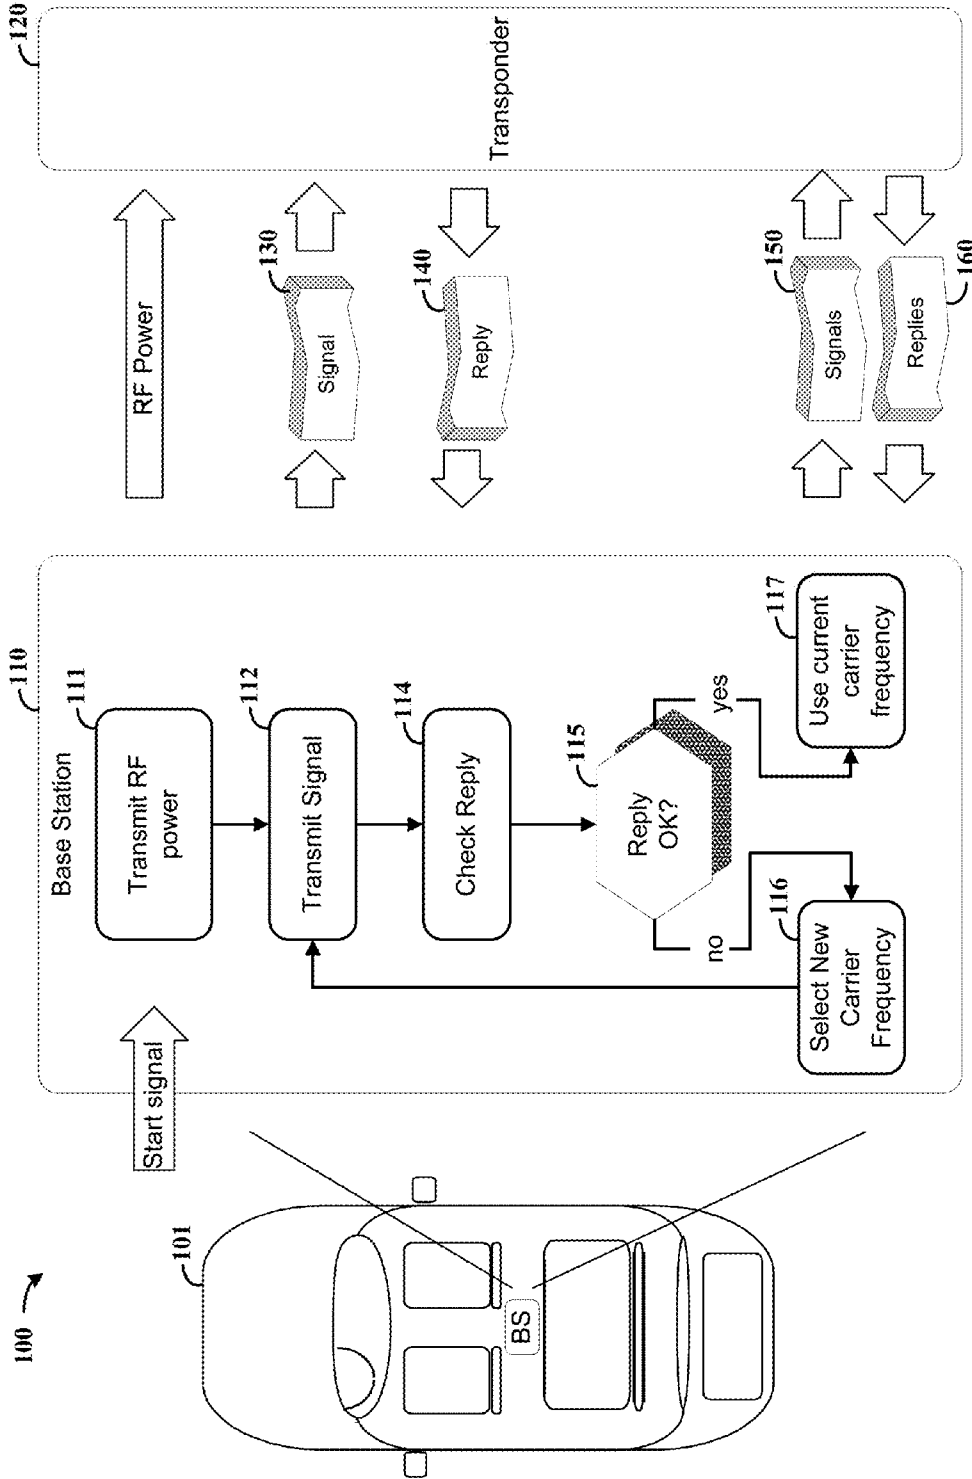 100
101
BS
Start signal
110
Base Station
111
Transmit RF
power
112
Transmit Signal
114
Check Reply
115
Reply
OK?
no
yes
116
Select New
Carrier
Frequency
117
Use current
carrier
frequency
RF Power
130
Signal
140
Reply
150
Signals
Replies
160
120
Transponder